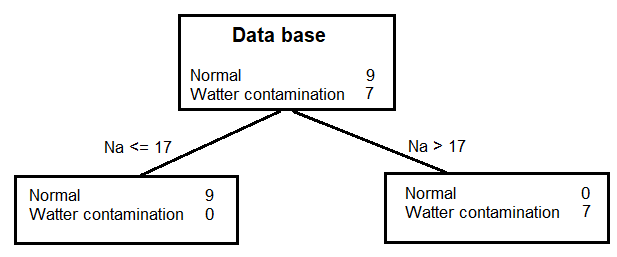 Data base
Normal 9
Watter contamination 7
Na <= 17
Na > 17
Normal 9
Watter contamination 0
Normal 0
Watter contamination 7